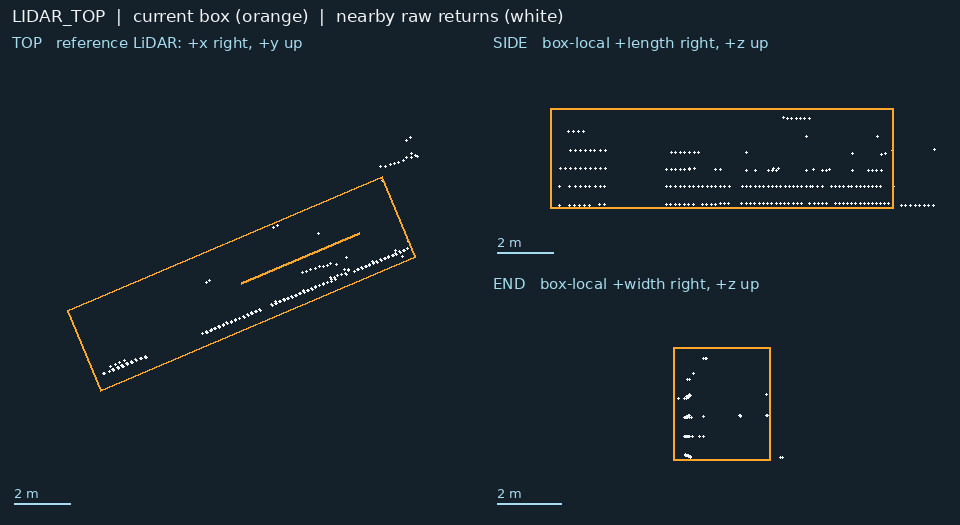 LIDAR_TOP | current box (orange) | nearby raw returns (white)
TOP reference LiDAR: +x right, +y up
SIDE box-local +length right, +z up
2 m
END box-local +width right, +z up
2 m
2 m